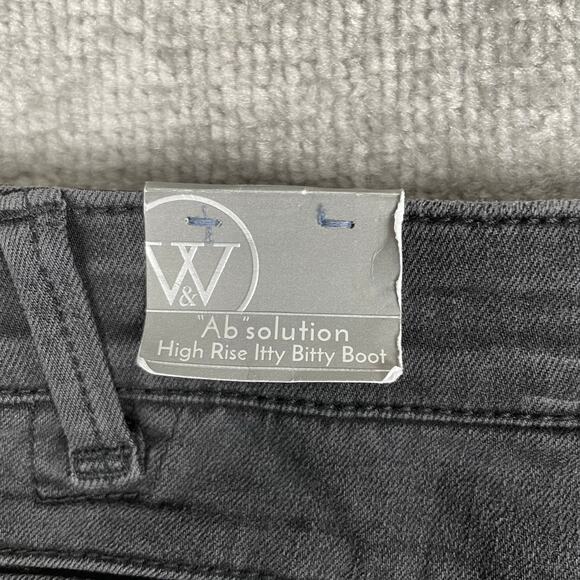 W&W
"Ab"solution
High Rise Itty Bitty Boot